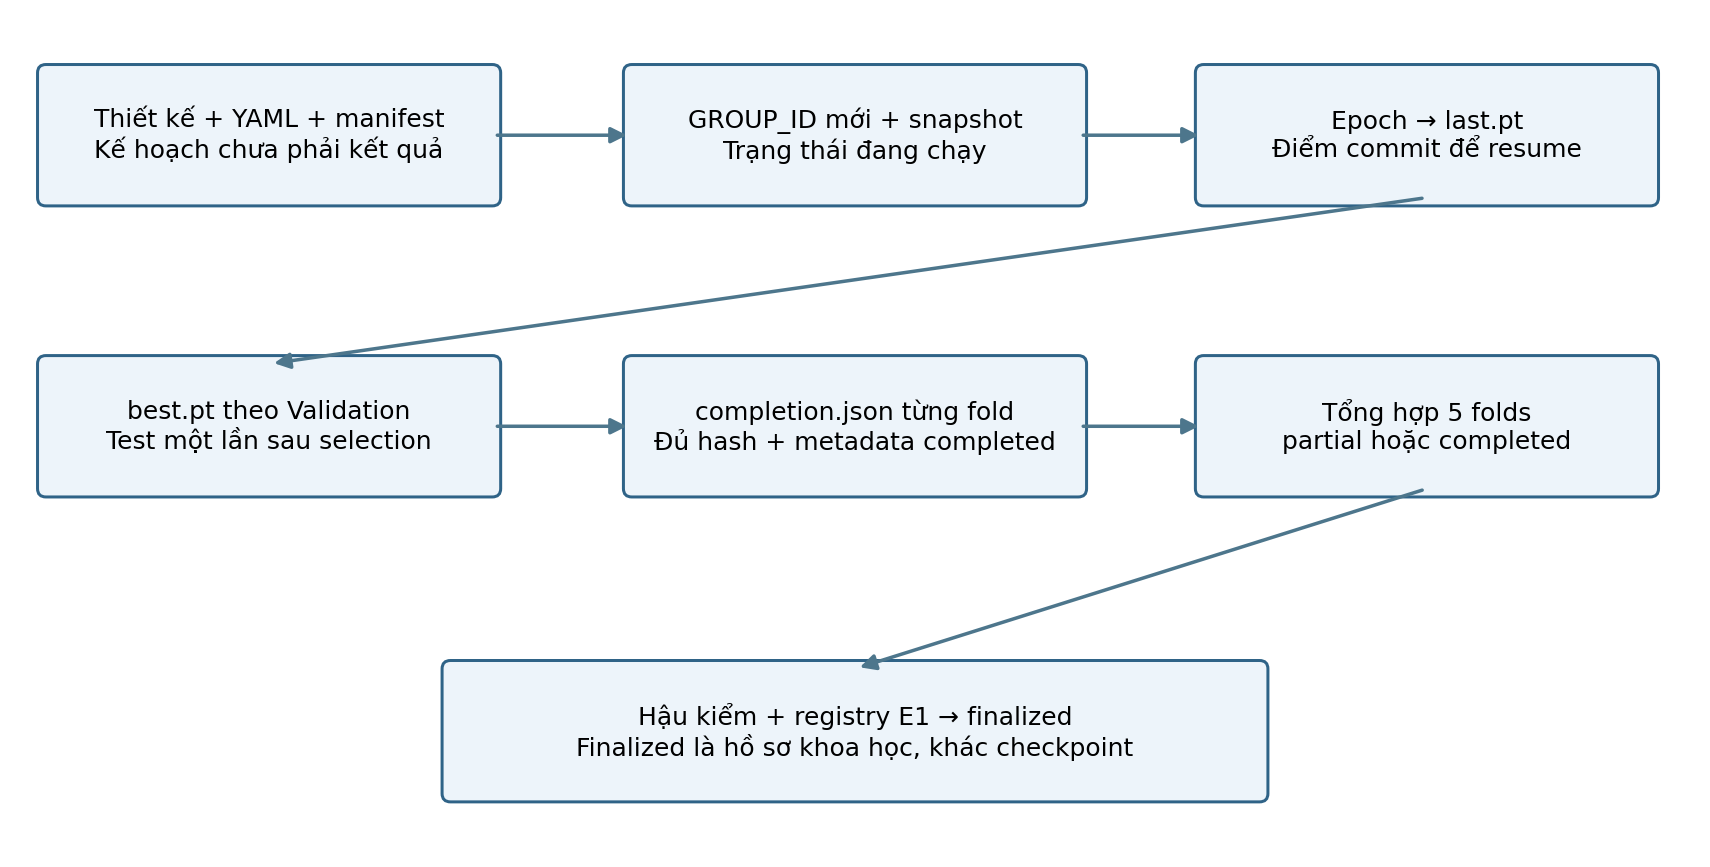 Thiết kế + YAML + manifest
Kế hoạch chưa phải kết quả
GROUP_ID mới + snapshot
Trạng thái đang chạy
Epoch → last.pt
Điểm commit để resume
best.pt theo Validation
Test một lần sau selection
completion.json từng fold
Đủ hash + metadata completed
Tổng hợp 5 folds
partial hoặc completed
Hậu kiểm + registry E1 → finalized
Finalized là hồ sơ khoa học, khác checkpoint